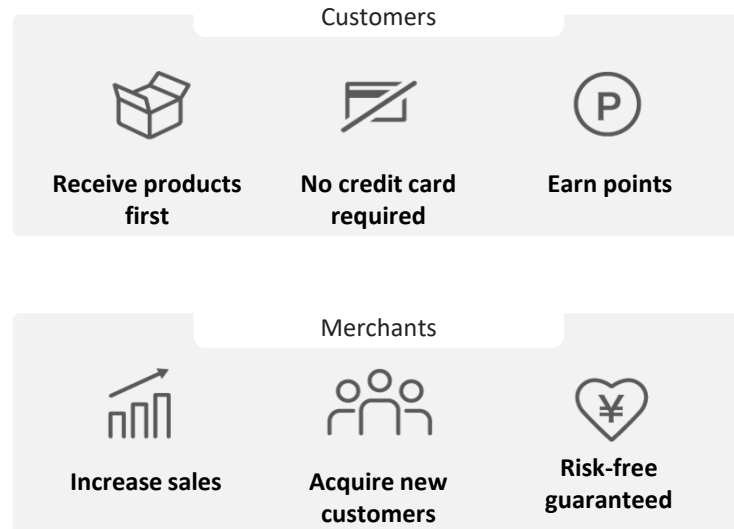 Customers
P
Receive products
first
No credit card
required
Earn points
Merchants
¥
Increase sales
Acquire new
customers
Risk-free
guaranteed